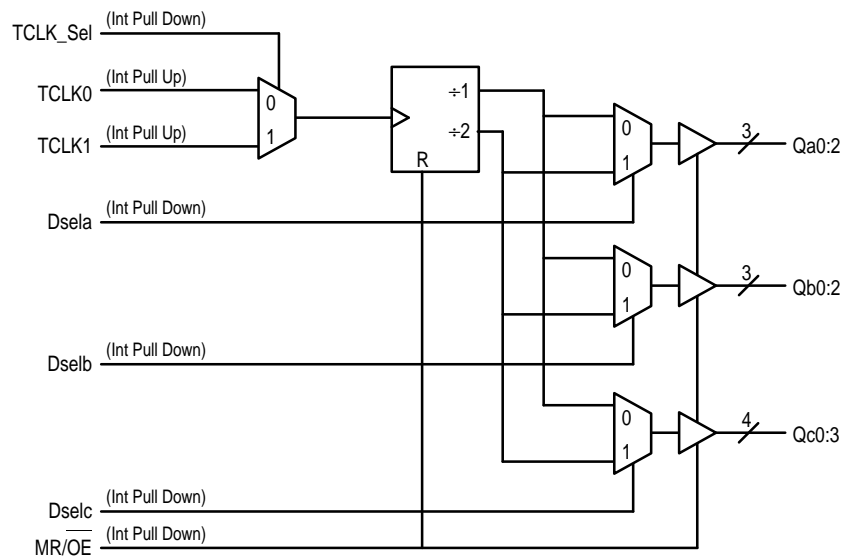 TCLK_Sel (Int Pull Down)
TCLK0 (Int Pull Up)
TCLK1 (Int Pull Up)
0
1
÷1
÷2
R
0
1
3
Qa0:2
Dsela (Int Pull Down)
0
1
3
Qb0:2
Dselb (Int Pull Down)
0
1
4
Qc0:3
Dselc (Int Pull Down)
MR/O̅E̅ (Int Pull Down)